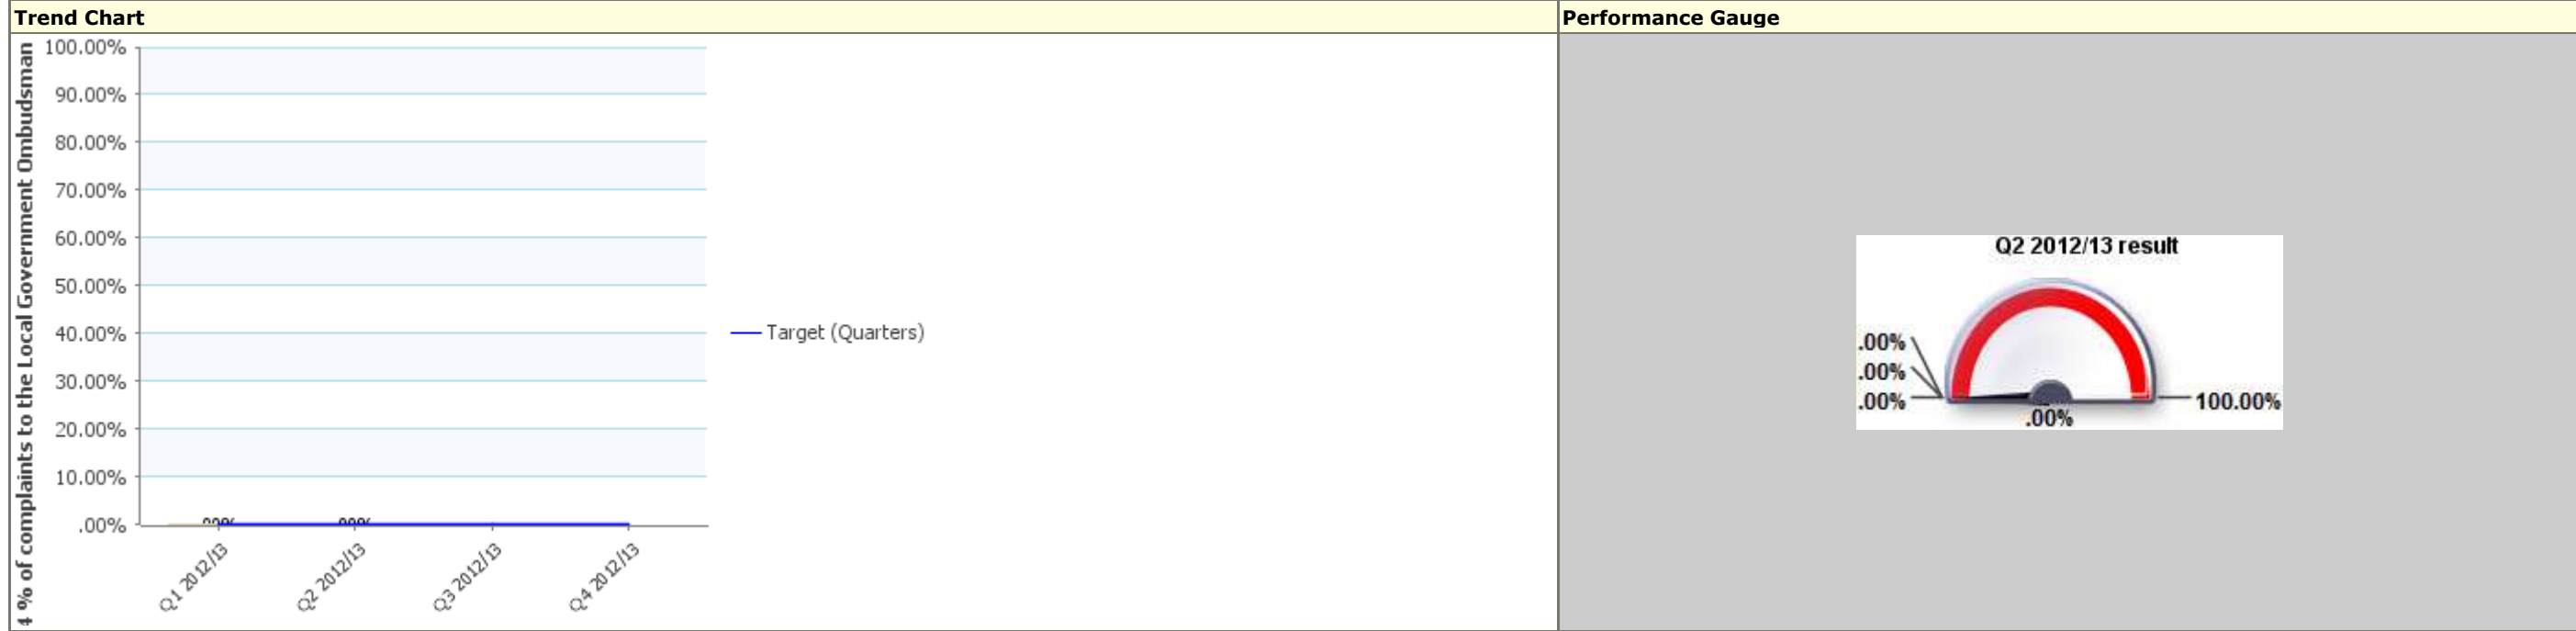 Trend Chart
Performance Gauge
4 % of complaints to the Local Government Ombudsman
100.00%
90.00%
80.00%
70.00%
60.00%
50.00%
40.00%
30.00%
20.00%
10.00%
.00%
Q1 2012/13
Q2 2012/13
Q3 2012/13
Q4 2012/13
Target (Quarters)
Q2 2012/13 result
.00%
.00%
.00%
.00%
100.00%